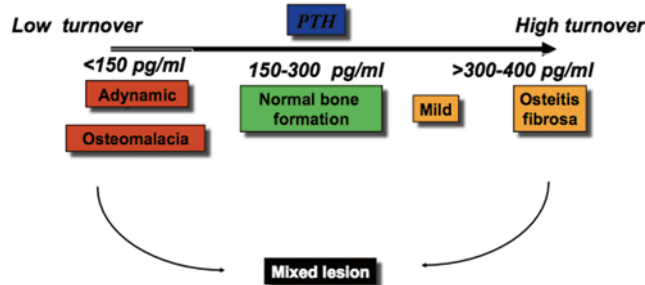 PTH
Low turnover
High turnover
<150 pg/ml
150-300 pg/ml
>300-400 pg/ml
Adynamic
Normal bone
formation
Mild
Osteitis
fibrosa
Osteomalacia
Mixed lesion